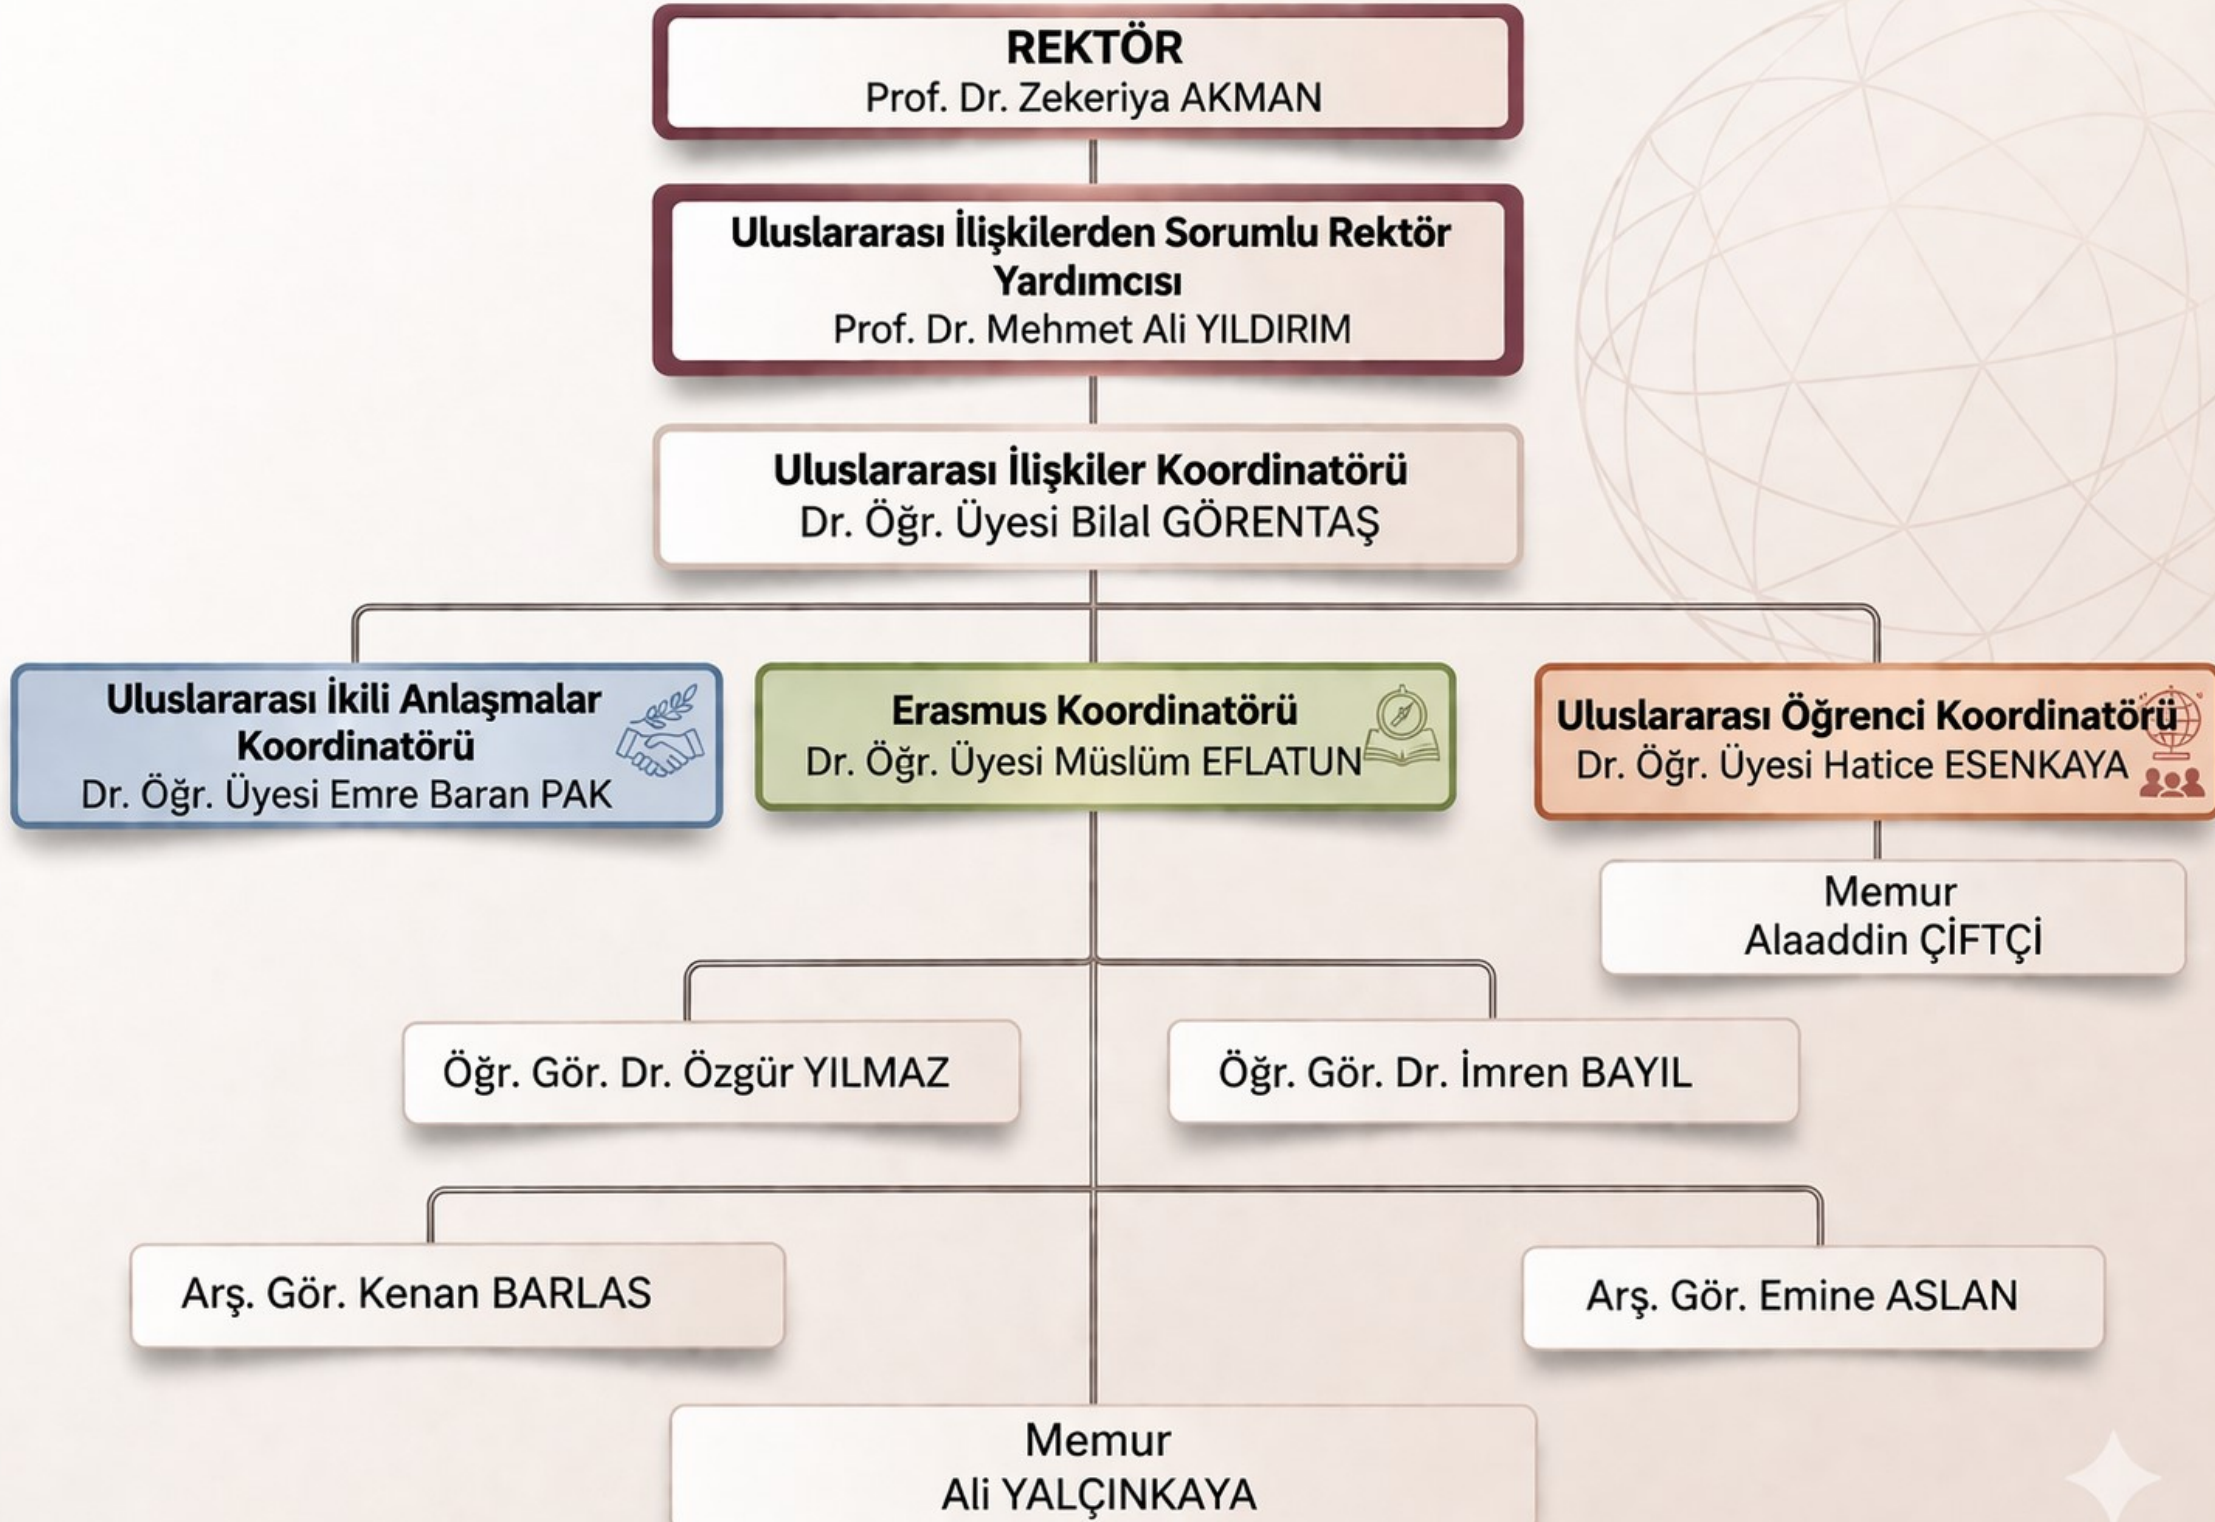 REKTÖR
Prof. Dr. Zekeriya AKMAN
Uluslararası İlişkilerden Sorumlu Rektör
Yardımcısı
Prof. Dr. Mehmet Ali YILDIRIM
Uluslararası İlişkiler Koordinatörü
Dr. Öğr. Üyesi Bilal GÖRENTAŞ
Uluslararası İkili Anlaşmalar
Koordinatörü
Dr. Öğr. Üyesi Emre Baran PAK
Erasmus Koordinatörü
Dr. Öğr. Üyesi Müslüm EFLATUN
Uluslararası Öğrenci Koordinatörü
Dr. Öğr. Üyesi Hatice ESENKAYA
Memur
Alaaddin ÇİFTÇİ
Öğr. Gör. Dr. Özgür YILMAZ
Öğr. Gör. Dr. İmren BAYIL
Arş. Gör. Kenan BARLAS
Arş. Gör. Emine ASLAN
Memur
Ali YALÇINKAYA